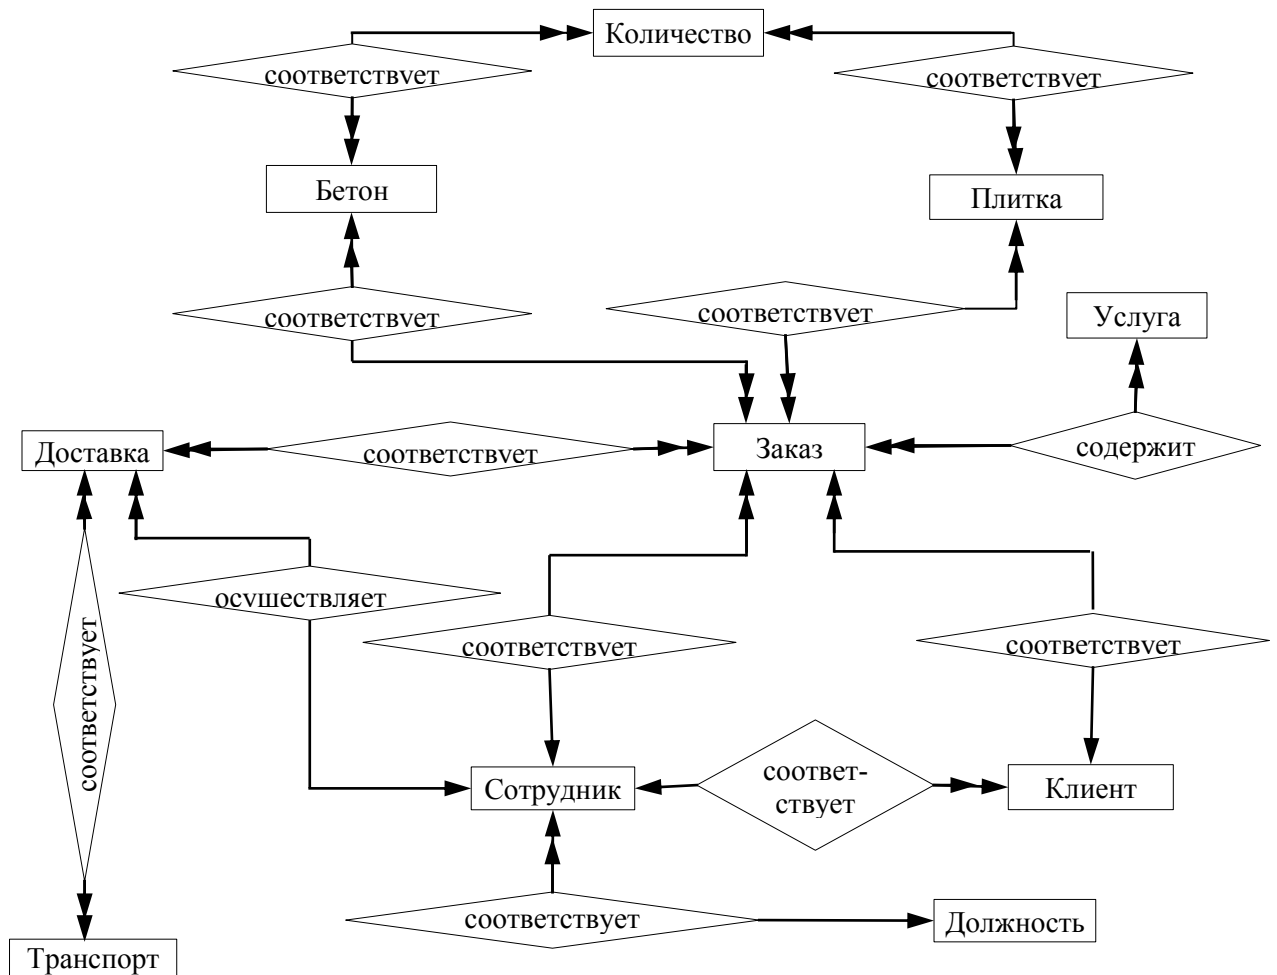 Количество
соответствует
соответствует
Бетон
Плитка
соответствует
соответствует
Услуга
Доставка
соответствует
Заказ
содержит
соответствует
осуществляет
соответствует
соответствует
Сотрудник
соответ-
ствует
Клиент
соответствует
Должность
Транспорт